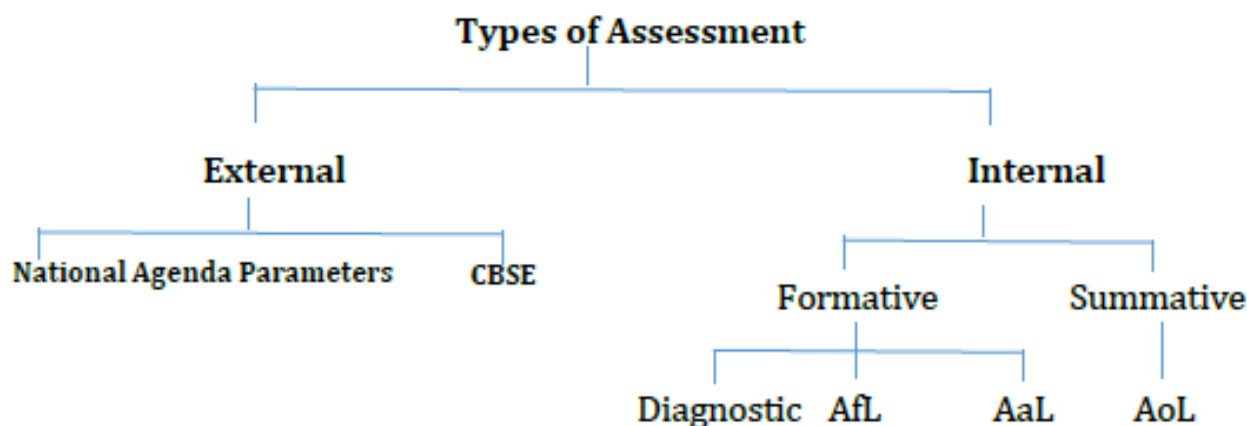 Types of Assessment
External Internal
National Agenda Parameters CBSE
Formative Summative
Diagnostic AfL AaL AoL